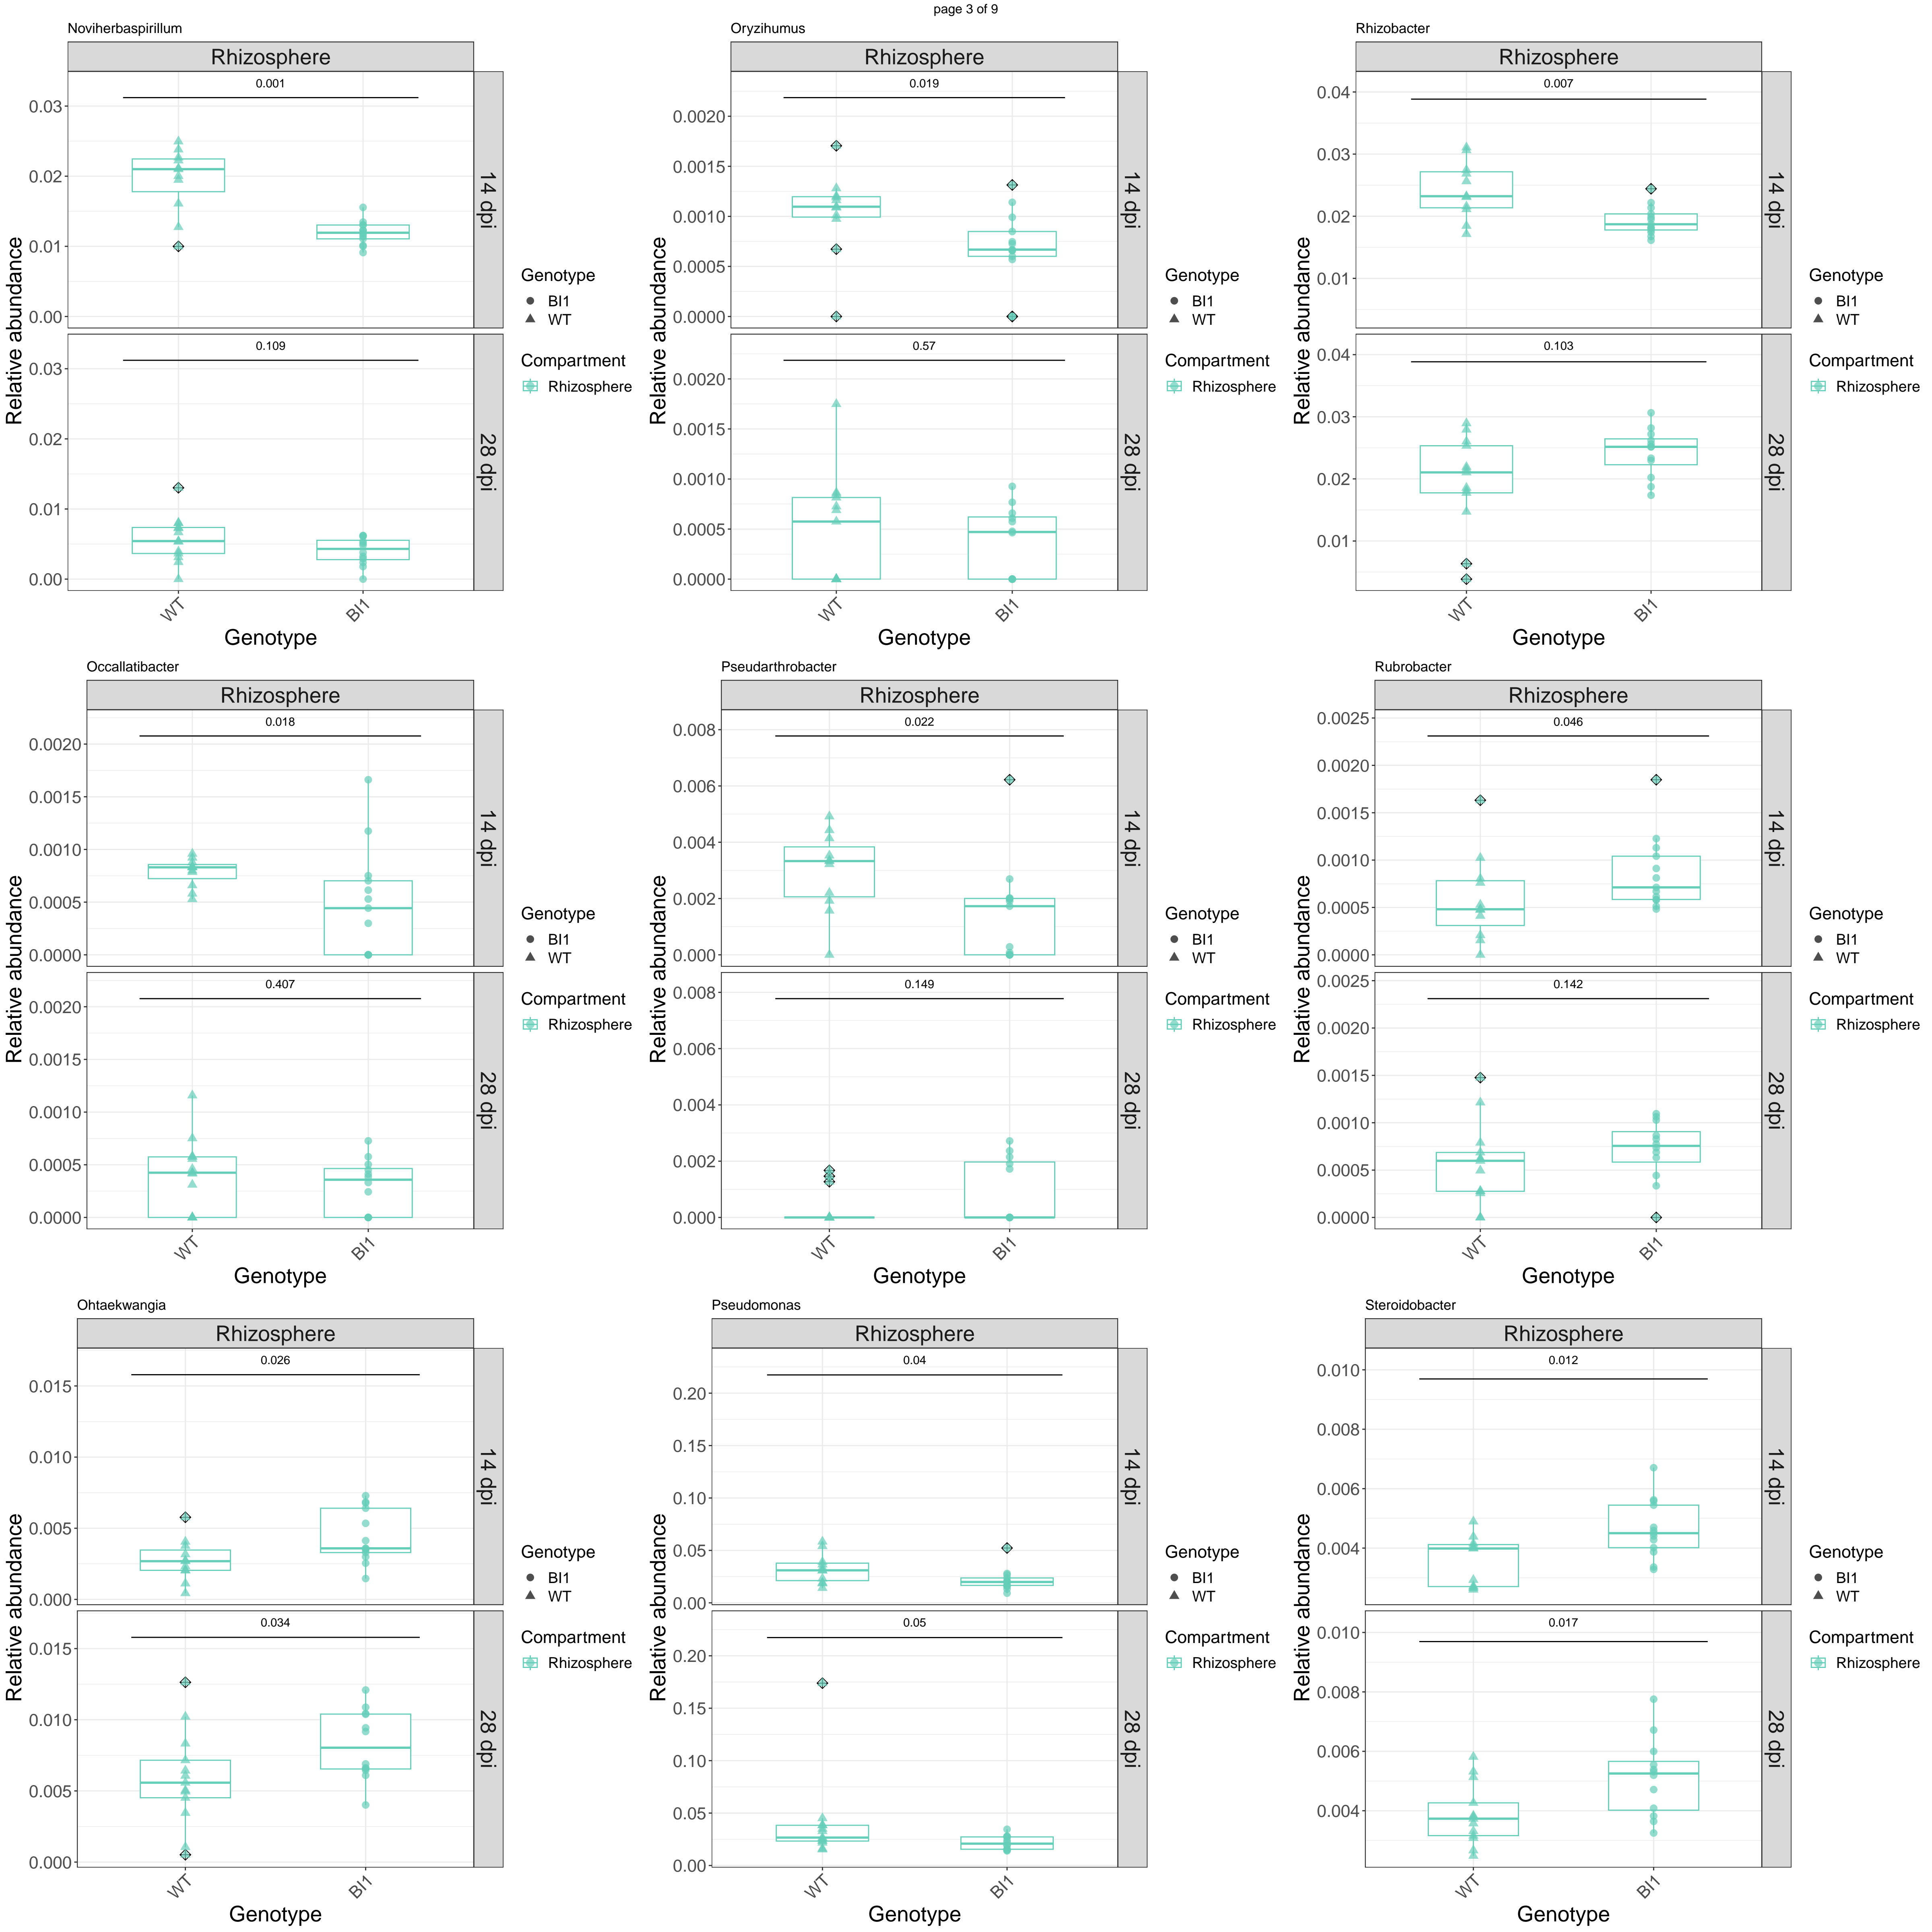 page 3 of 9
Noviherbaspirillum
Rhizosphere
0.001
0.03
0.02
0.01
0.00
14 dpi
0.109
0.03
0.02
0.01
0.00
28 dpi
Relative abundance
WT
BI1
Genotype
Genotype
BI1
WT
Compartment
Rhizosphere
Oryzihumus
Rhizosphere
0.019
0.0020
0.0015
0.0010
0.0005
0.0000
14 dpi
0.57
0.0020
0.0015
0.0010
0.0005
0.0000
28 dpi
Relative abundance
WT
BI1
Genotype
Genotype
BI1
WT
Compartment
Rhizosphere
Rhizobacter
Rhizosphere
0.007
0.04
0.03
0.02
0.01
14 dpi
0.103
0.04
0.03
0.02
0.01
28 dpi
Relative abundance
WT
BI1
Genotype
Genotype
BI1
WT
Compartment
Rhizosphere
Occallatibacter
Rhizosphere
0.018
0.0020
0.0015
0.0010
0.0005
0.0000
14 dpi
0.407
0.0020
0.0015
0.0010
0.0005
0.0000
28 dpi
Relative abundance
WT
BI1
Genotype
Genotype
BI1
WT
Compartment
Rhizosphere
Pseudarthrobacter
Rhizosphere
0.022
0.008
0.006
0.004
0.002
0.000
14 dpi
0.149
0.008
0.006
0.004
0.002
0.000
28 dpi
Relative abundance
WT
BI1
Genotype
Genotype
BI1
WT
Compartment
Rhizosphere
Rubrobacter
Rhizosphere
0.046
0.0025
0.0020
0.0015
0.0010
0.0005
0.0000
14 dpi
0.142
0.0025
0.0020
0.0015
0.0010
0.0005
0.0000
28 dpi
Relative abundance
WT
BI1
Genotype
Genotype
BI1
WT
Compartment
Rhizosphere
Ohtaekwangia
Rhizosphere
0.026
0.015
0.010
0.005
0.000
14 dpi
0.034
0.015
0.010
0.005
0.000
28 dpi
Relative abundance
WT
BI1
Genotype
Genotype
BI1
WT
Compartment
Rhizosphere
Pseudomonas
Rhizosphere
0.04
0.20
0.15
0.10
0.05
0.00
14 dpi
0.05
0.20
0.15
0.10
0.05
0.00
28 dpi
Relative abundance
WT
BI1
Genotype
Genotype
BI1
WT
Compartment
Rhizosphere
Steroidobacter
Rhizosphere
0.012
0.010
0.008
0.006
0.004
14 dpi
0.017
0.010
0.008
0.006
0.004
28 dpi
Relative abundance
WT
BI1
Genotype
Genotype
BI1
WT
Compartment
Rhizosphere